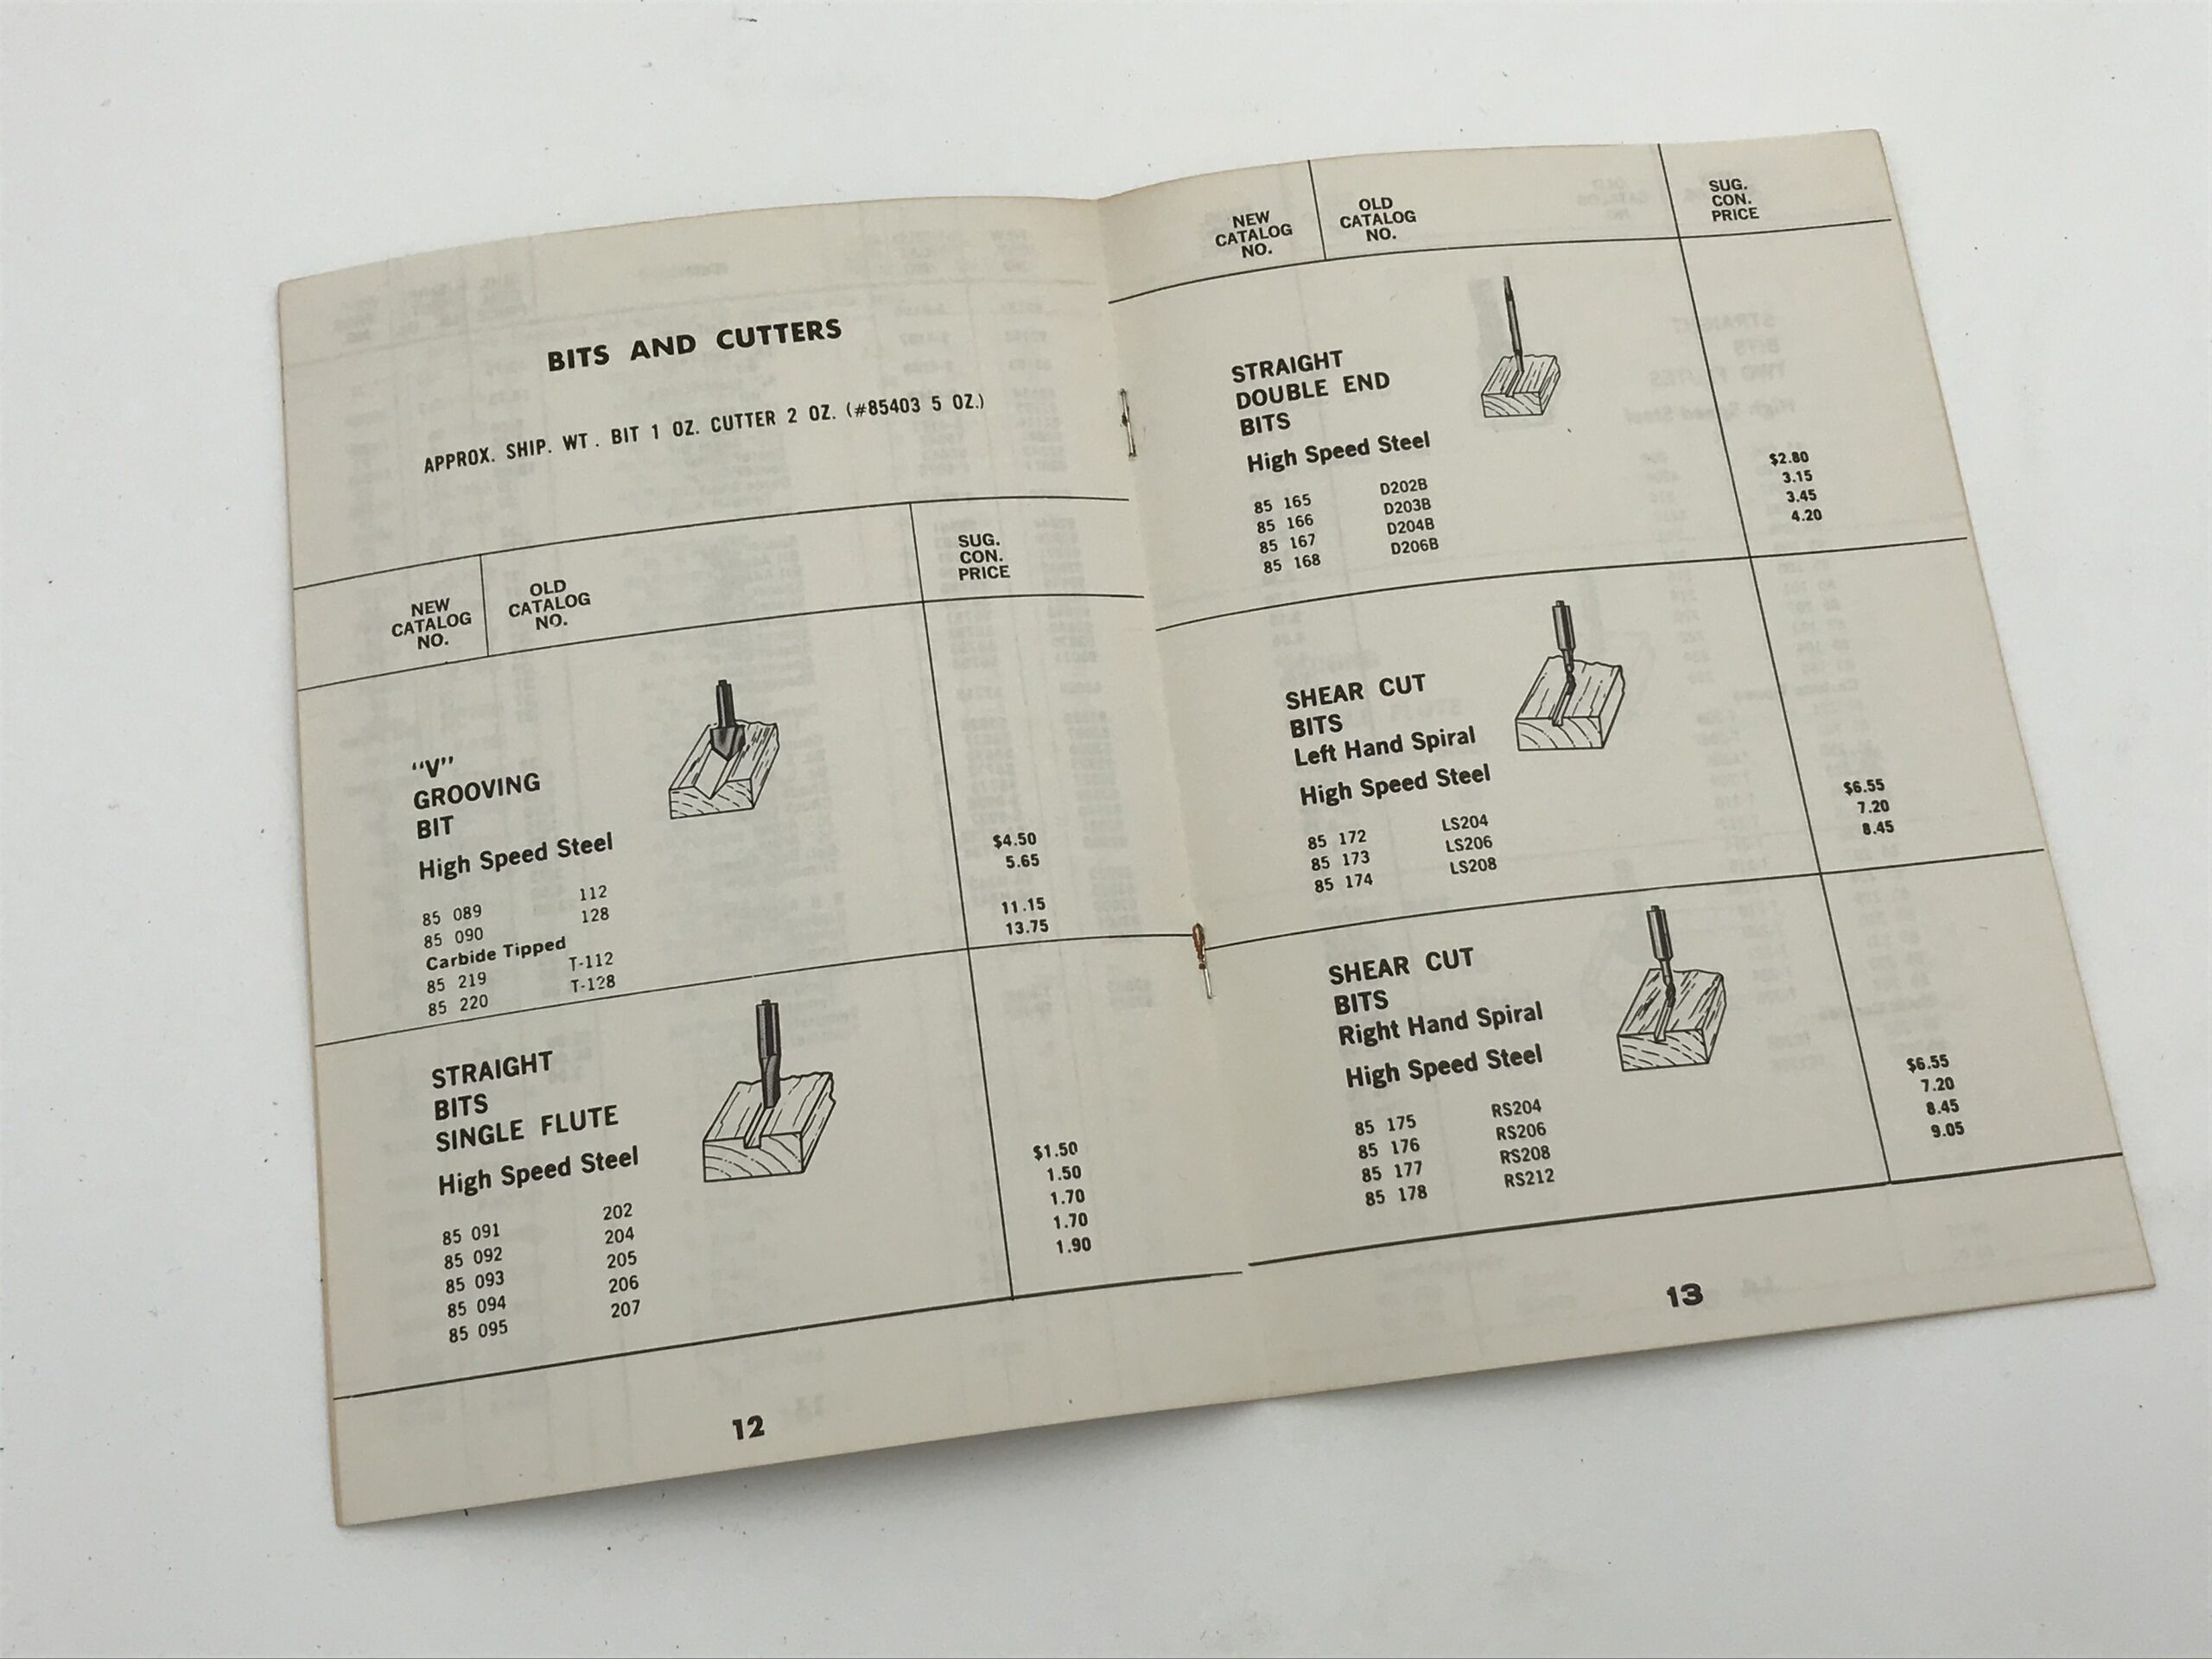 BITS AND CUTTERS
APPROX. SHIP. WT. BIT 1 OZ. CUTTER 2 OZ. (#85403 5 OZ.)
NEW CATALOG NO. OLD CATALOG NO. SUG. CON. PRICE
"V"
GROOVING
BIT
High Speed Steel
85 089 112 $4.50
85 090 128 5.65
Carbide Tipped
85 219 T-112 11.15
85 220 T-128 13.75
STRAIGHT
BITS
SINGLE FLUTE
High Speed Steel
85 091 202 $1.50
85 092 204 1.50
85 093 205 1.70
85 094 206 1.70
85 095 207 1.90
12
NEW CATALOG NO. OLD CATALOG NO. SUG. CON. PRICE
STRAIGHT
DOUBLE END
BITS
High Speed Steel
85 165 D202B $2.80
85 166 D203B 3.15
85 167 D204B 3.45
85 168 D206B 4.20
SHEAR CUT
BITS
Left Hand Spiral
High Speed Steel
85 172 LS204 $6.55
85 173 LS206 7.20
85 174 LS208 8.45
SHEAR CUT
BITS
Right Hand Spiral
High Speed Steel
85 175 RS204 $6.55
85 176 RS206 7.20
85 177 RS208 8.45
85 178 RS212 9.05
13